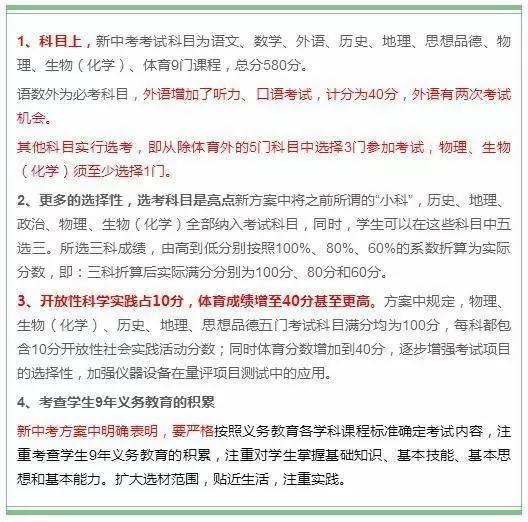 1、科目上，新中考考试科目为语文、数学、外语、历史、地理、思想品德、物
理、生物（化学）、体育9门课程，总分580分。
语数外为必考科目，外语增加了听力、口语考试，计分为40分，外语有两次考试
机会。
其他科目实行选考，即从除体育外的5门科目中选择3门参加考试，物理、生物
（化学）须至少选择1门。
2、更多的选择性，选考科目是亮点新方案中将之前所谓的“小科”，历史、地理、
政治、物理、生物（化学）全部纳入考试科目，同时，学生可以在这些科目中五
选三。所选三科成绩，由高到低分别按照100%、80%、60%的系数折算为实际
分数，即：三科折算后实际满分分别为100分、80分和60分。
3、开放性科学实践占10分，体育成绩增至40分甚至更高。方案中规定，物理、
生物（化学）、历史、地理、思想品德五门考试科目满分均为100分，每科都包
含10分开放性社会实践活动分数；同时体育分数增加到40分，逐步增强考试项目
的选择性，加强仪器设备在量评项目测试中的应用。
4、考查学生9年义务教育的积累
新中考方案中明确表明，要严格按照义务教育各学科课程标准确定考试内容，注
重考查学生9年义务教育的积累，注重对学生掌握基础知识、基本技能、基本思
想和基本能力。扩大选材范围，贴近生活，注重实践。